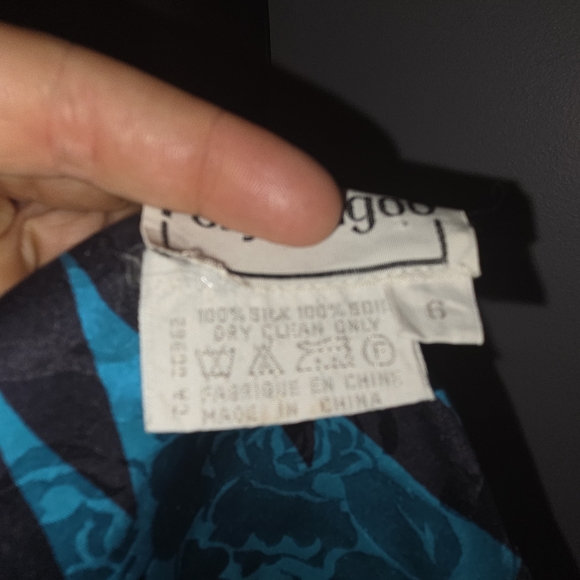 6
100% SILK 100% SOIE
DRY CLEAN ONLY
FABRIQUE EN CHINE
MADE IN CHINA